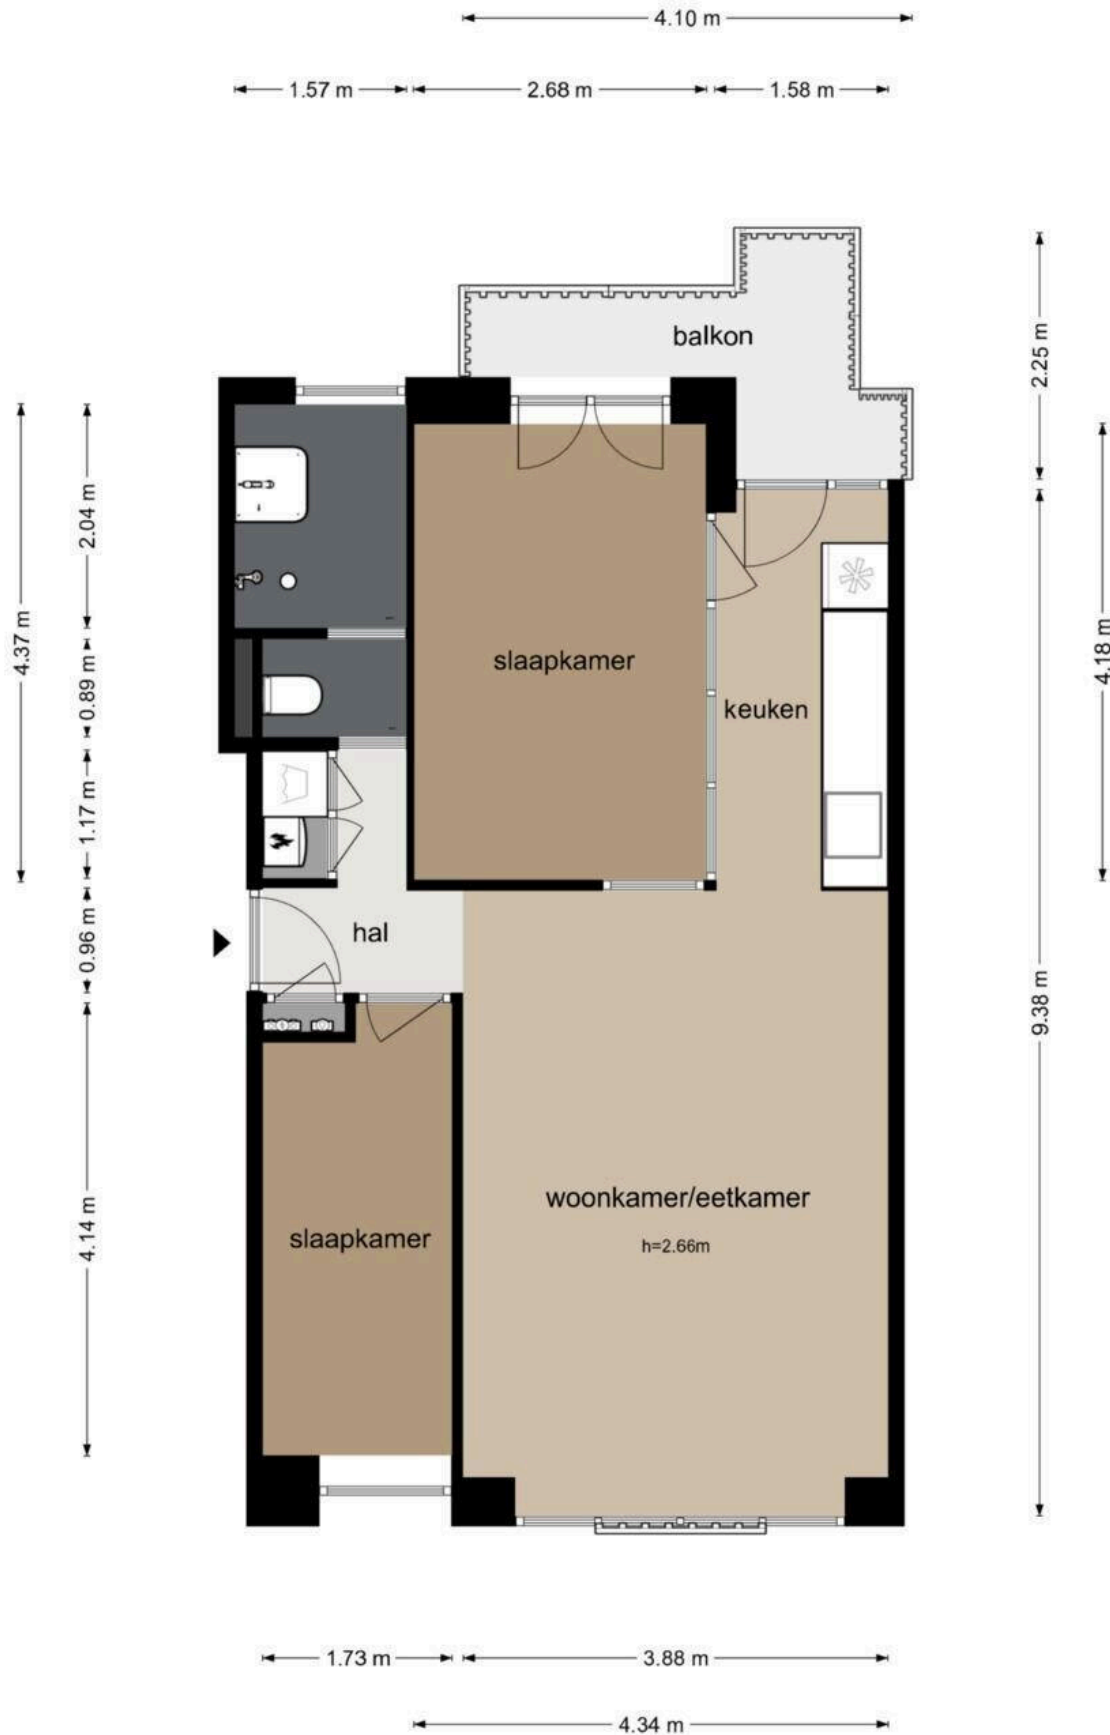 4.10 m
1.57 m
2.68 m
1.58 m
balkon
2.25 m
2.04 m
4.37 m
4.18 m
slaapkamer
0.89 m
keuken
1.17 m
0.96 m
hal
9.38 m
4.14 m
woonkamer/eetkamer
slaapkamer
h=2.66m
1.73 m
3.88 m
4.34 m